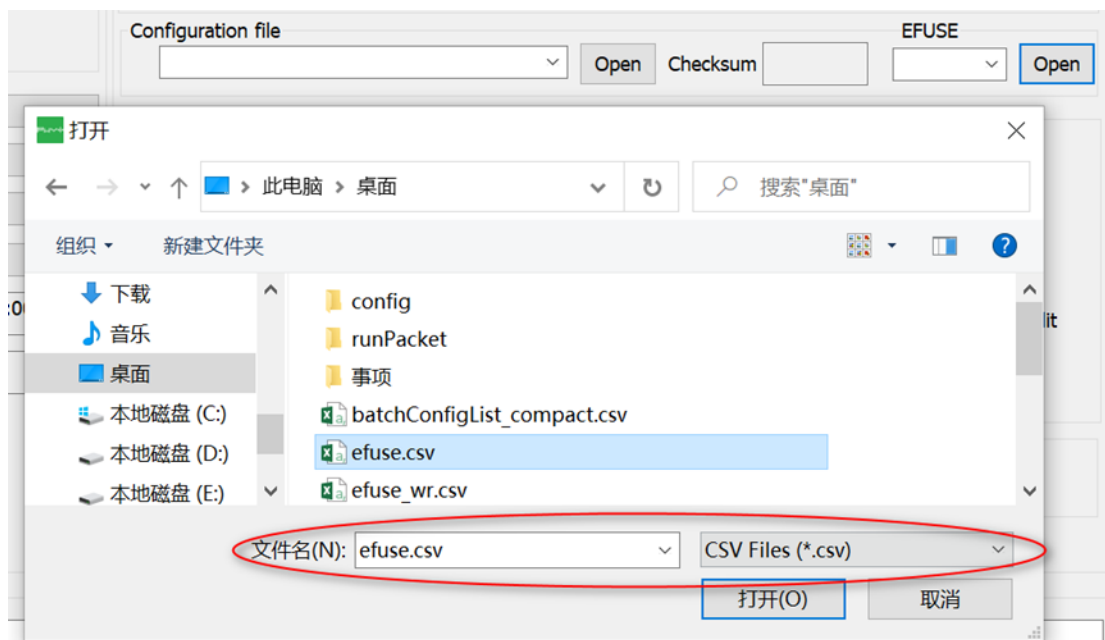 Configuration file
EFUSE
Open
Checksum
Open
打开
此电脑
桌面
搜索"桌面"
组织
新建文件夹
下载
音乐
桌面
本地磁盘 (C:)
本地磁盘 (D:)
本地磁盘 (E:)
config
runPacket
事项
batchConfigList_compact.csv
efuse.csv
efuse_wr.csv
文件名(N):
efuse.csv
CSV Files (*.csv)
打开(O)
取消